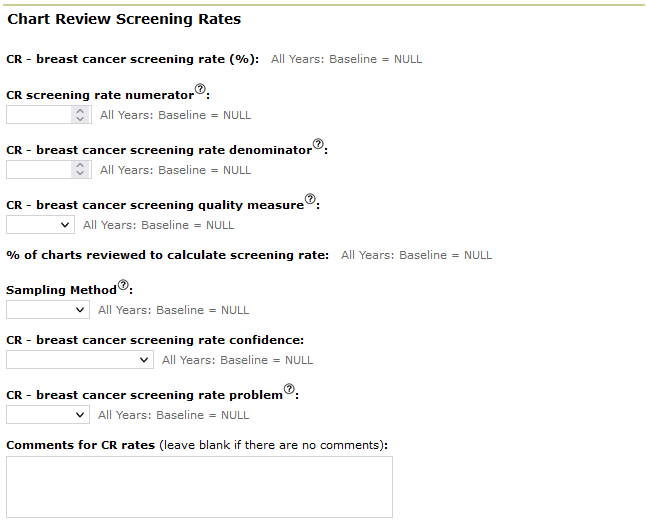 Chart Review Screening Rates
CR - breast cancer screening rate (%): All Years: Baseline = NULL
CR screening rate numerator?:
All Years: Baseline = NULL
CR - breast cancer screening rate denominator?:
All Years: Baseline = NULL
CR - breast cancer screening quality measure?:
All Years: Baseline = NULL
% of charts reviewed to calculate screening rate: All Years: Baseline = NULL
Sampling Method?:
All Years: Baseline = NULL
CR - breast cancer screening rate confidence:
All Years: Baseline = NULL
CR - breast cancer screening rate problem?:
All Years: Baseline = NULL
Comments for CR rates (leave blank if there are no comments):